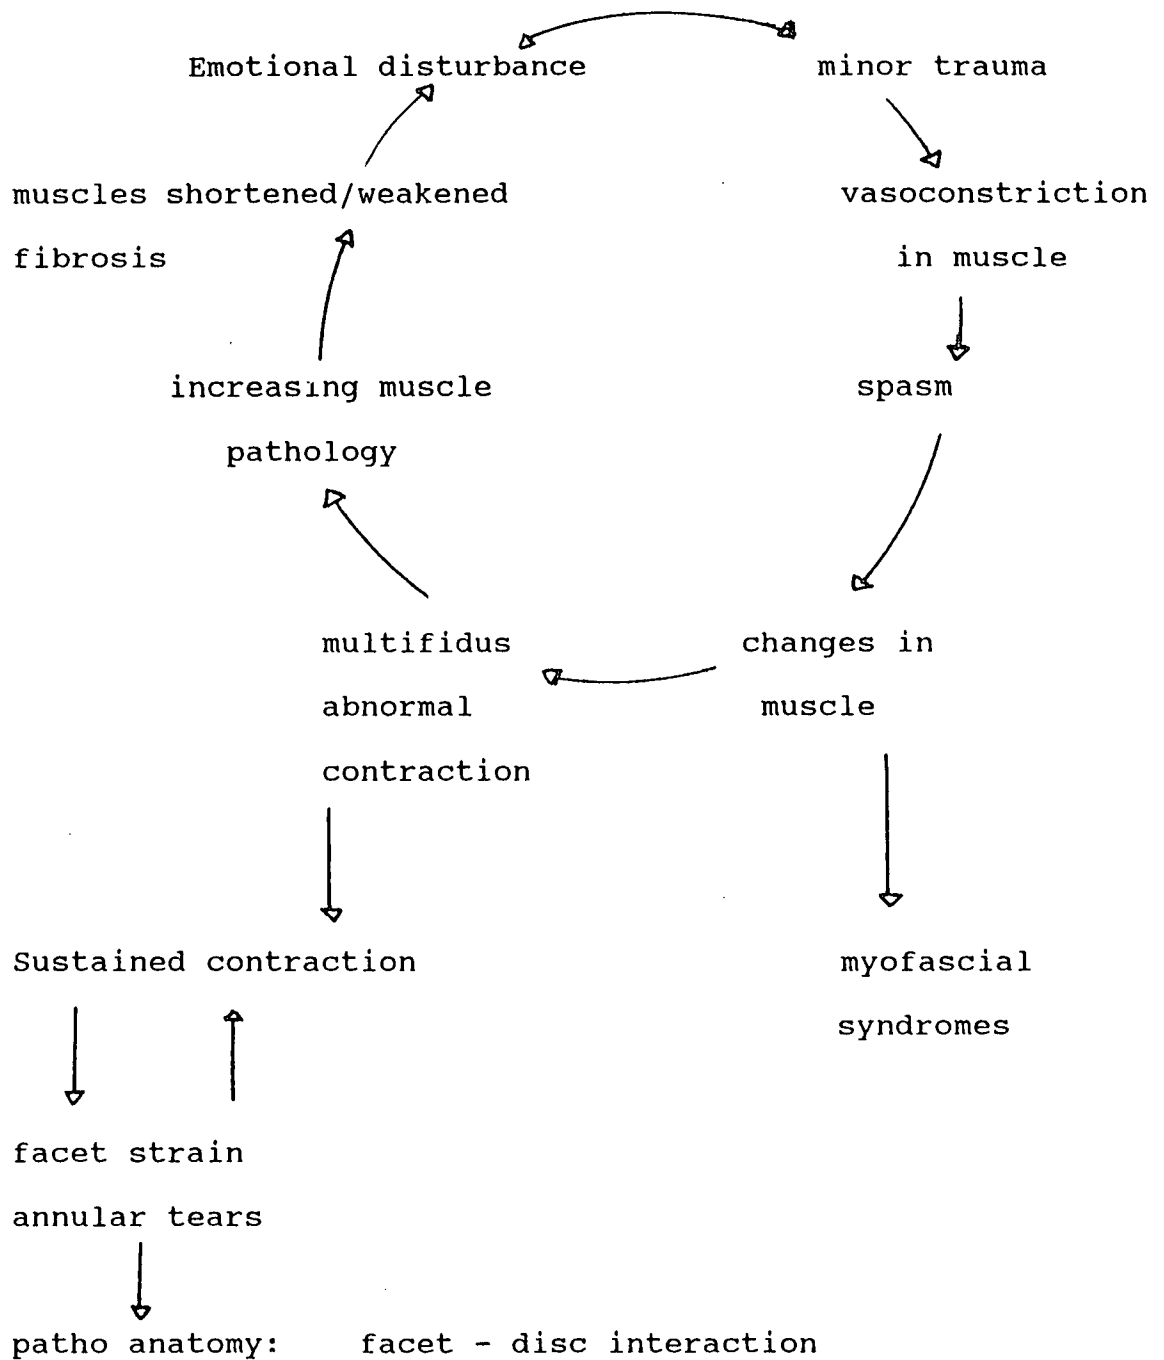 Emotional disturbance
minor trauma
muscles shortened/weakened
fibrosis
vasoconstriction
in muscle
increasing muscle
pathology
spasm
multifidus
abnormal
contraction
changes in
muscle
Sustained contraction
myofascial
syndromes
facet strain
annular tears
patho anatomy: facet - disc interaction